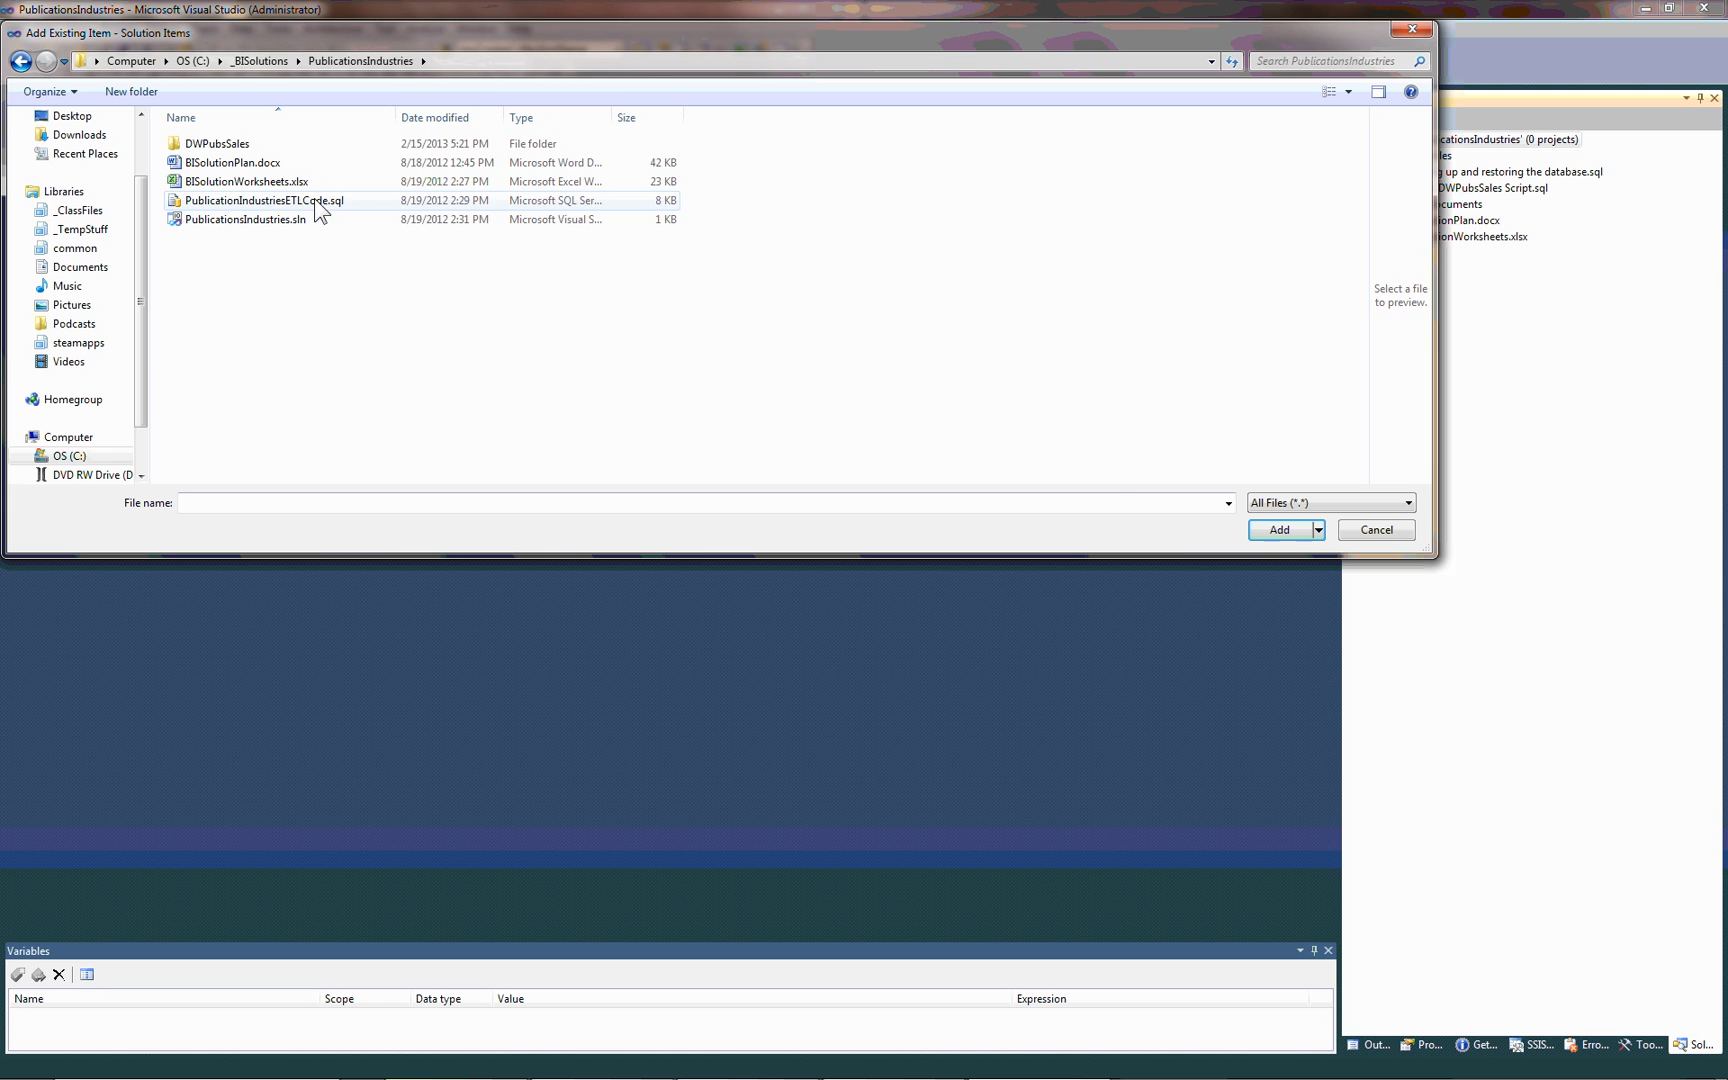 PublicationsIndustries - Microsoft Visual Studio (Administrator)
Add Existing Item - Solution Items
Computer OS (C:) _BISolutions PublicationsIndustries
Search PublicationsIndustries
Organize New folder
Desktop
Downloads
Recent Places
Libraries
_ClassFiles
_TempStuff
common
Documents
Music
Pictures
Podcasts
steamapps
Videos
Homegroup
Computer
OS (C:)
DVD RW Drive (D
Name Date modified Type Size
DWPubsSales 2/15/2013 5:21 PM File folder
BISolutionPlan.docx 8/18/2012 12:45 PM Microsoft Word D... 42 KB
BISolutionWorksheets.xlsx 8/19/2012 2:27 PM Microsoft Excel W... 23 KB
PublicationIndustriesETLCode.sql 8/19/2012 2:29 PM Microsoft SQL Ser... 8 KB
PublicationsIndustries.sln 8/19/2012 2:31 PM Microsoft Visual S... 1 KB
Select a file
to preview.
File name: All Files (*.*)
Add Cancel
cationsIndustries' (0 projects)
les
g up and restoring the database.sql
DWPubsSales Script.sql
cuments
ionPlan.docx
ionWorksheets.xlsx
Variables
Name Scope Data type Value Expression
Out... Pro... Get... SSIS... Erro... Too... Sol...